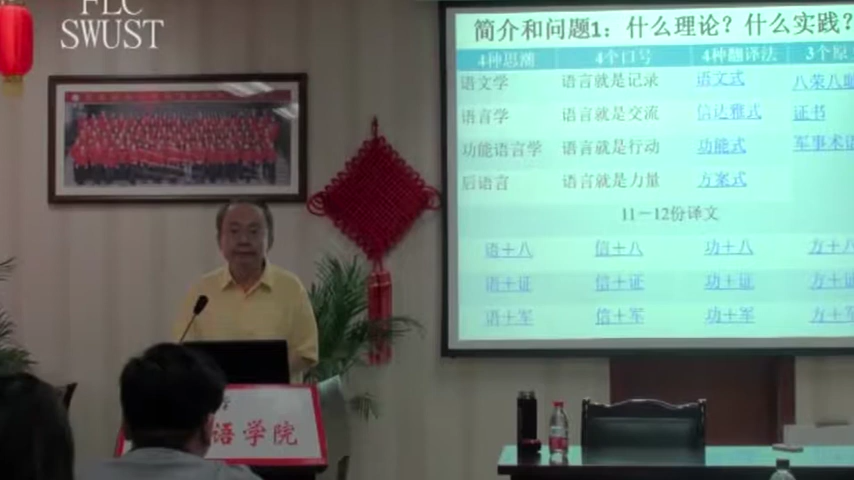 FLC
SWUST
简介和问题1：什么理论？什么实践？
4种思潮 4个口号 4种翻译法 3个原
语文学 语言就是记录 语文式 八荣八耻
语言学 语言就是交流 信达雅式 证书
功能语言学 语言就是行动 功能式 军事术语
后语言 语言就是力量 方案式
11－12份译文
语＋八 信＋八 功＋八 方＋八
语＋证 信＋证 功＋证 方＋证
语＋军 信＋军 功＋军 方＋军
语学院